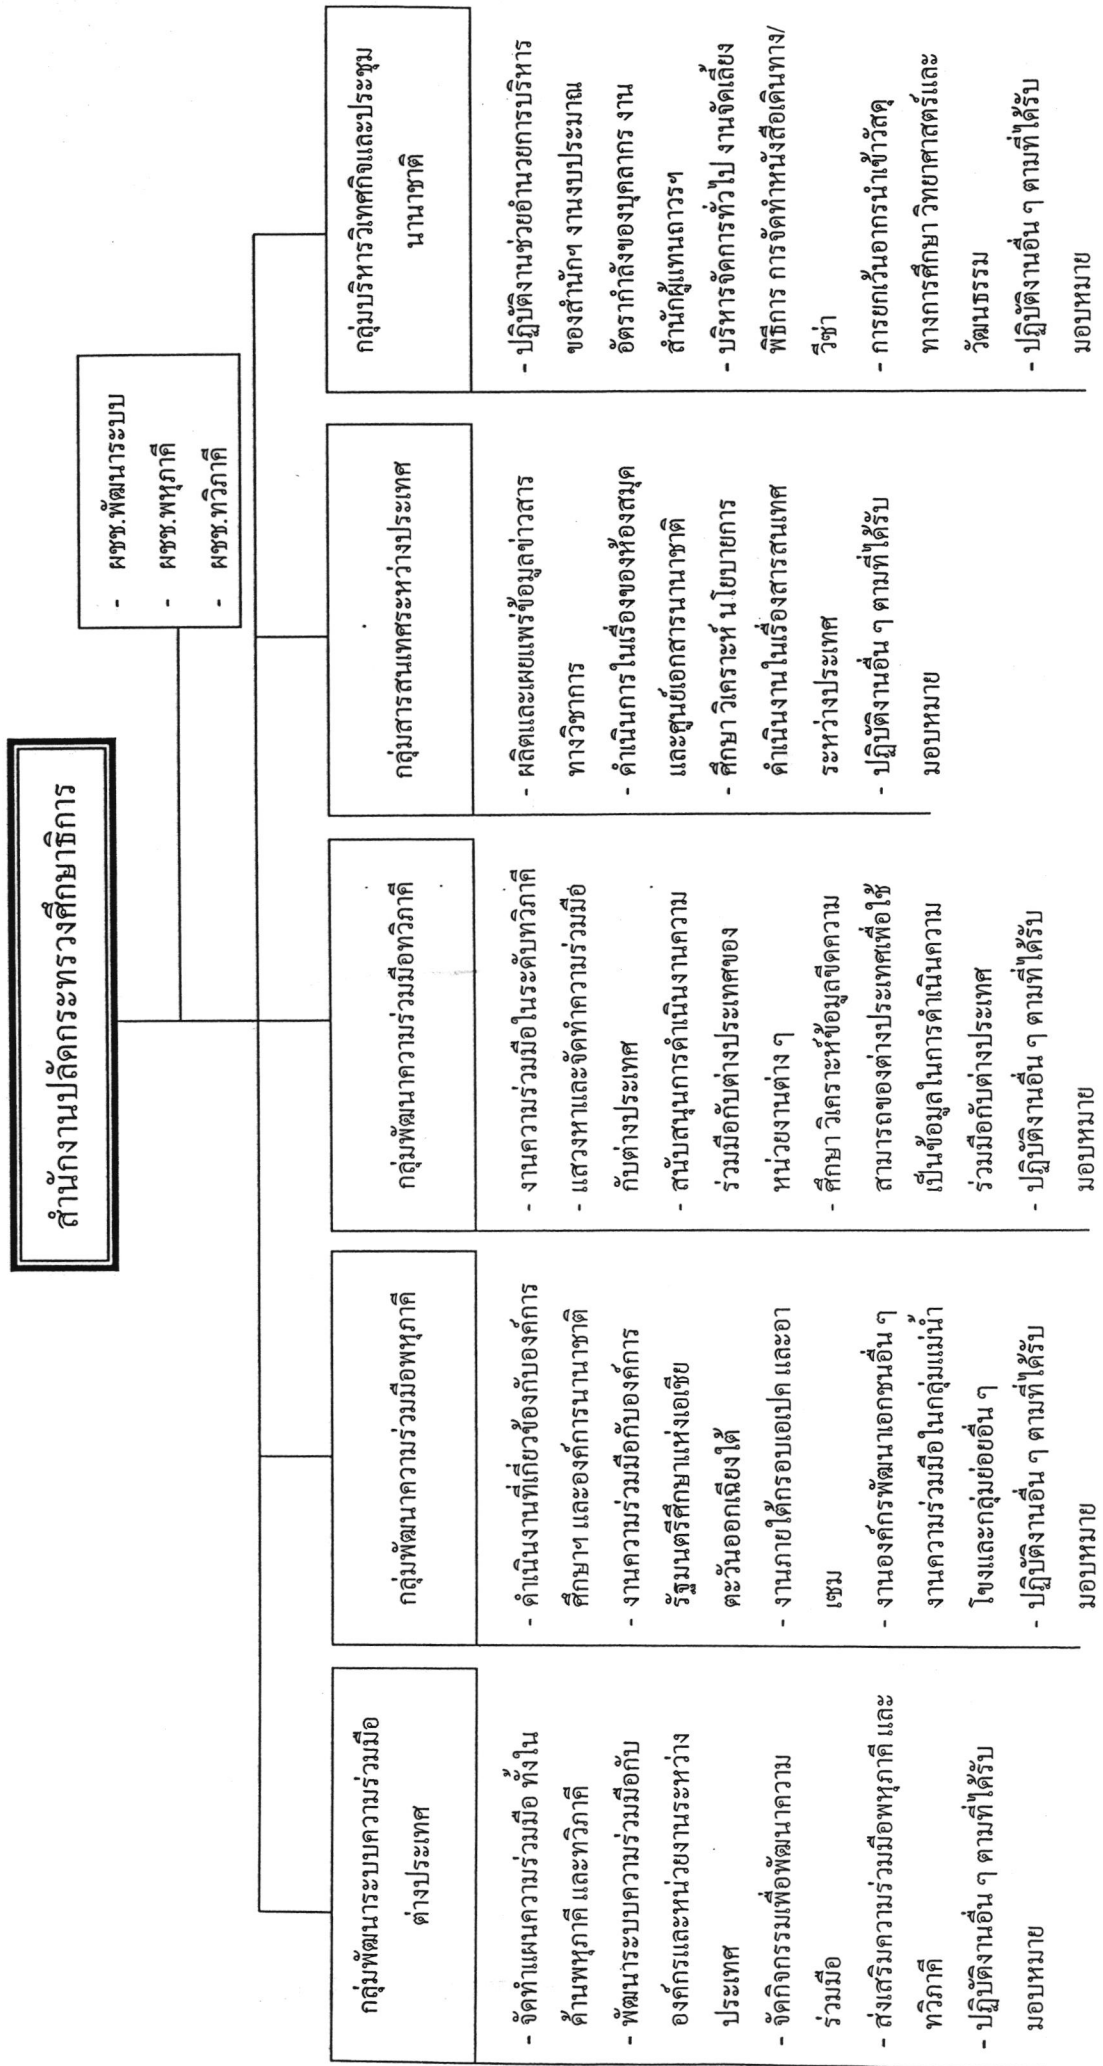 สำนักงานปลัดกระทรวงศึกษาธิการ
- ผชช.พัฒนาระบบ
- ผชช.พหุภาคี
- ผชช.ทวิภาคี
กลุ่มพัฒนาระบบความร่วมมือ
ต่างประเทศ
- จัดทำแผนความร่วมมือ ทั้งใน
ด้านพหุภาคี และทวิภาคี
- พัฒนาระบบความร่วมมือกับ
องค์กรและหน่วยงานระหว่าง
ประเทศ
- จัดกิจกรรมเพื่อพัฒนาความ
ร่วมมือ
- ส่งเสริมความร่วมมือพหุภาคี และ
ทวิภาคี
- ปฏิบัติงานอื่น ๆ ตามที่ได้รับ
มอบหมาย
กลุ่มพัฒนาความร่วมมือพหุภาคี
- ดำเนินงานที่เกี่ยวข้องกับองค์การ
ศึกษาฯ และองค์การนานาชาติ
- งานความร่วมมือกับองค์การ
รัฐมนตรีศึกษาแห่งเอเชีย
ตะวันออกเฉียงใต้
- งานภายใต้กรอบเอเปค และอา
เซม
- งานองค์กรพัฒนาเอกชนอื่น ๆ
งานความร่วมมือในกลุ่มแม่น้ำ
โขงและกลุ่มย่อยอื่น ๆ
- ปฏิบัติงานอื่น ๆ ตามที่ได้รับ
มอบหมาย
กลุ่มพัฒนาความร่วมมือทวิภาคี
- งานความร่วมมือในระดับทวิภาคี
- แสวงหาและจัดทำความร่วมมือ
กับต่างประเทศ
- สนับสนุนการดำเนินงานความ
ร่วมมือกับต่างประเทศของ
หน่วยงานต่าง ๆ
- ศึกษา วิเคราะห์ข้อมูลขีดความ
สามารถของต่างประเทศเพื่อใช้
เป็นข้อมูลในการดำเนินความ
ร่วมมือกับต่างประเทศ
- ปฏิบัติงานอื่น ๆ ตามที่ได้รับ
มอบหมาย
กลุ่มสารสนเทศระหว่างประเทศ
- ผลิตและเผยแพร่ข้อมูลข่าวสาร
ทางวิชาการ
- ดำเนินการในเรื่องของห้องสมุด
และศูนย์เอกสารนานาชาติ
- ศึกษา วิเคราะห์ นโยบายการ
ดำเนินงานในเรื่องสารสนเทศ
ระหว่างประเทศ
- ปฏิบัติงานอื่น ๆ ตามที่ได้รับ
มอบหมาย
กลุ่มบริหารวิเทศกิจและประชุม
นานาชาติ
- ปฏิบัติงานช่วยอำนวยการบริหาร
ของสำนักฯ งานงบประมาณ
อัตรากำลังของบุคลากร งาน
สำนักผู้แทนถาวรฯ
- บริหารจัดการทั่วไป งานจัดเลี้ยง
พิธีการ การจัดทำหนังสือเดินทาง/
วีซ่า
- การยกเว้นอากรนำเข้าวัสดุ
ทางการศึกษา วิทยาศาสตร์และ
วัฒนธรรม
- ปฏิบัติงานอื่น ๆ ตามที่ได้รับ
มอบหมาย